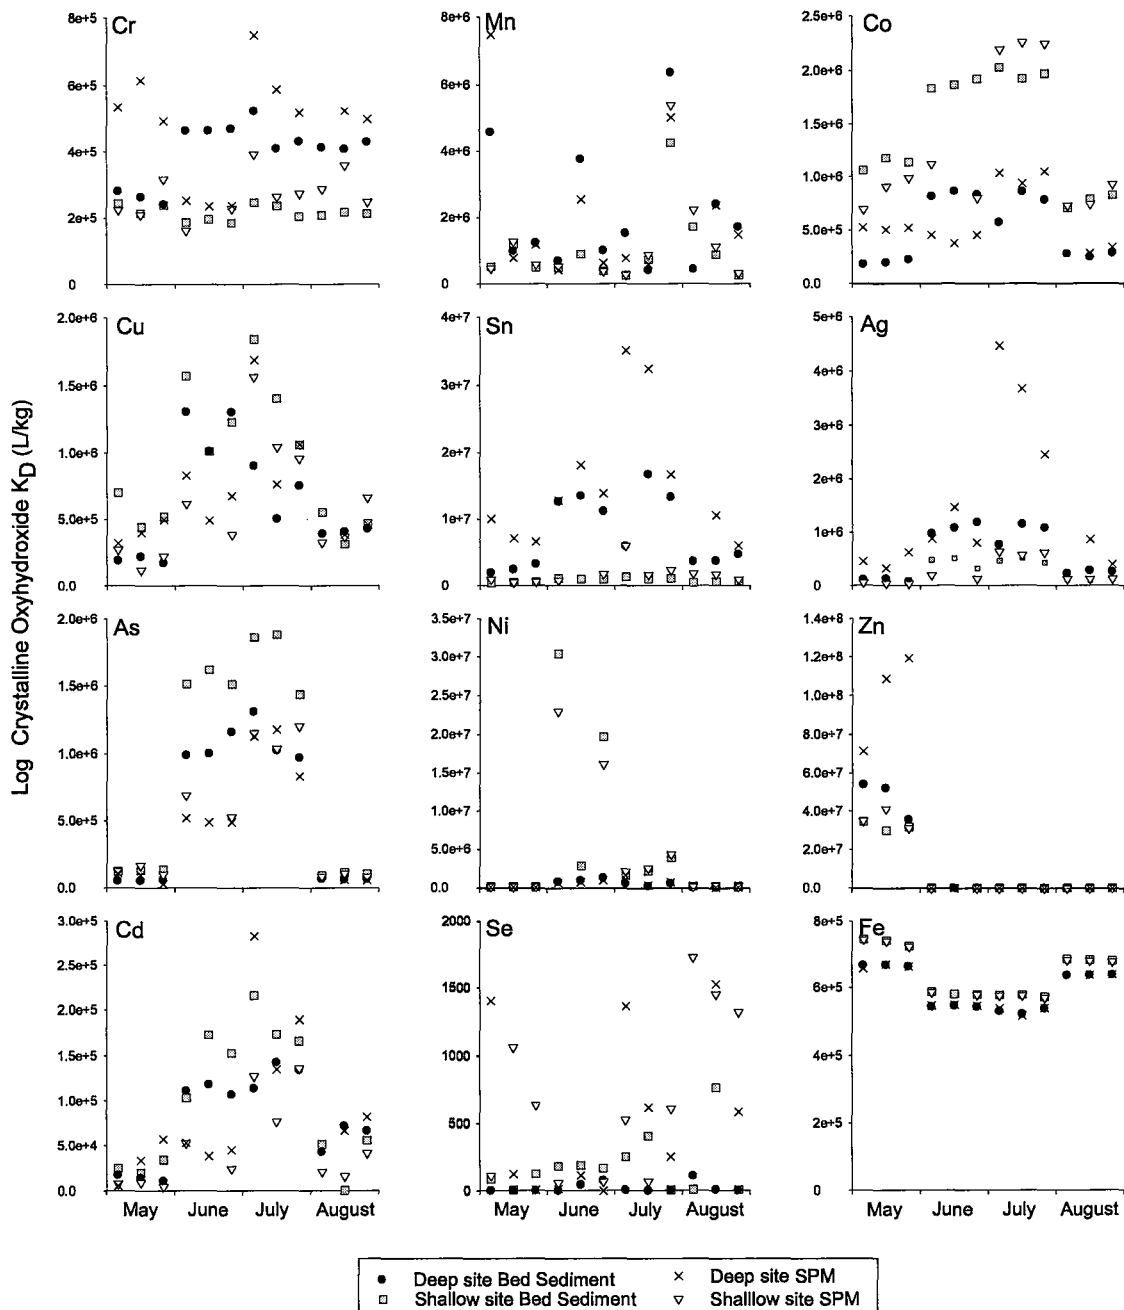 Cr
8e+5
6e+5
4e+5
2e+5
0
Mn
8e+6
6e+6
4e+6
2e+6
0
Co
2.5e+6
2.0e+6
1.5e+6
1.0e+6
5.0e+5
0.0
Cu
2.0e+6
1.5e+6
1.0e+6
5.0e+5
0.0
Sn
4e+7
3e+7
2e+7
1e+7
0
Ag
5e+6
4e+6
3e+6
2e+6
1e+6
0
Log Crystalline Oxyhydroxide KD (L/kg)
As
2.0e+6
1.5e+6
1.0e+6
5.0e+5
0.0
Ni
3.5e+7
3.0e+7
2.5e+7
2.0e+7
1.5e+7
1.0e+7
5.0e+6
0.0
Zn
1.4e+8
1.2e+8
1.0e+8
8.0e+7
6.0e+7
4.0e+7
2.0e+7
0.0
Cd
3.0e+5
2.5e+5
2.0e+5
1.5e+5
1.0e+5
5.0e+4
0.0
May June July August
Se
2000
1500
1000
500
0
May June July August
Fe
8e+5
6e+5
4e+5
2e+5
0
May June July August
Deep site Bed Sediment
Deep site SPM
Shallow site Bed Sediment
Shalllow site SPM